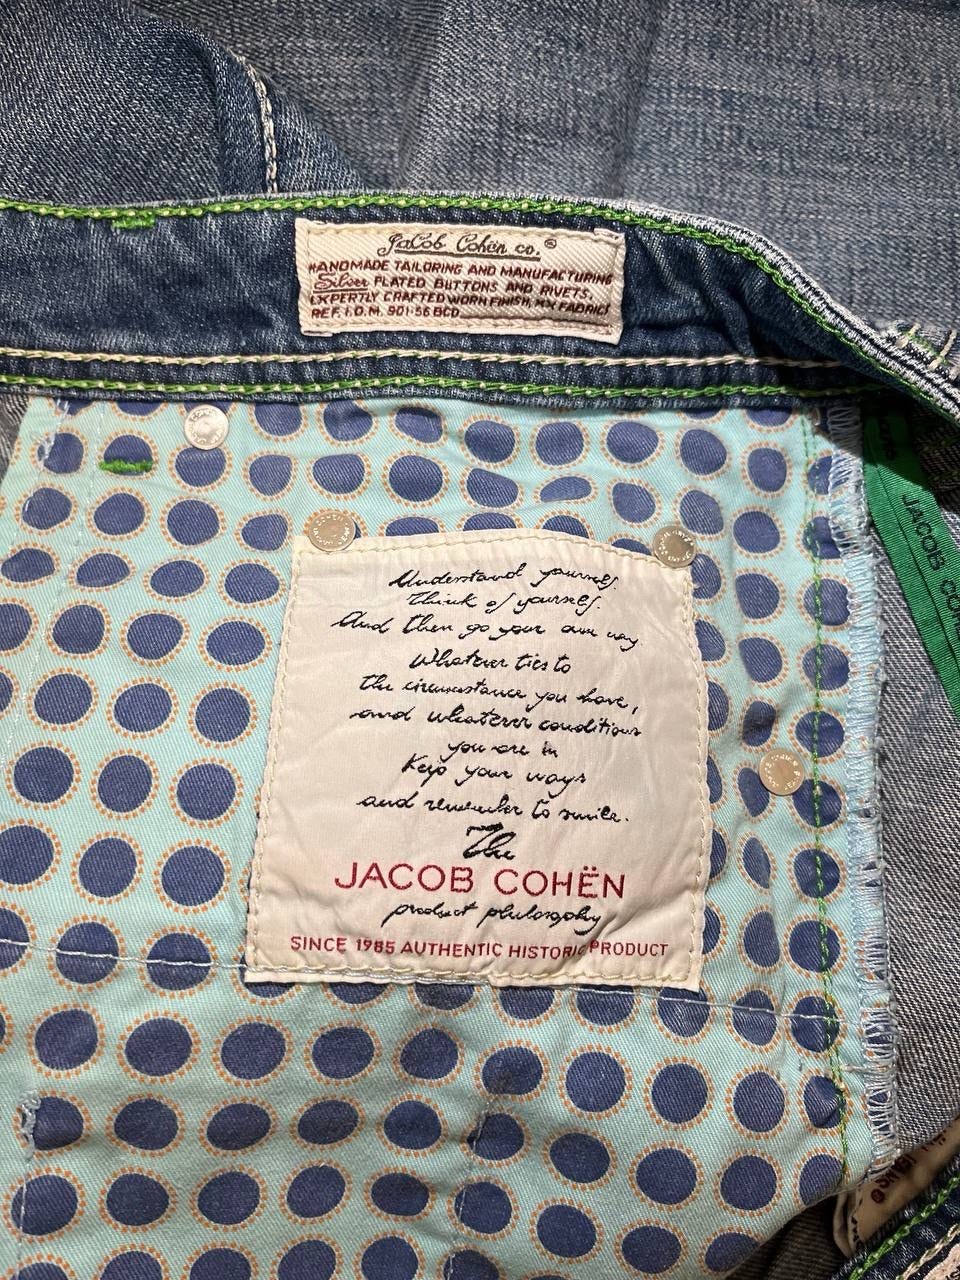 JaCob Cohën co.®
HANDMADE TAILORING AND MANUFACTURING
Silver PLATED BUTTONS AND RIVETS,
EXPERTLY CRAFTED WORN FINISH, MIX FABRICS
REF. I.D.M. 901-56 BCD
JACOB CO
Understand yourself.
Think of yourself.
And then go your own way
Whatever ties to
the circumstance you have,
and whatever conditions
you are in
Keep your ways
and remember to smile.
The
JACOB COHËN
product philosophy
SINCE 1985 AUTHENTIC HISTORIC PRODUCT